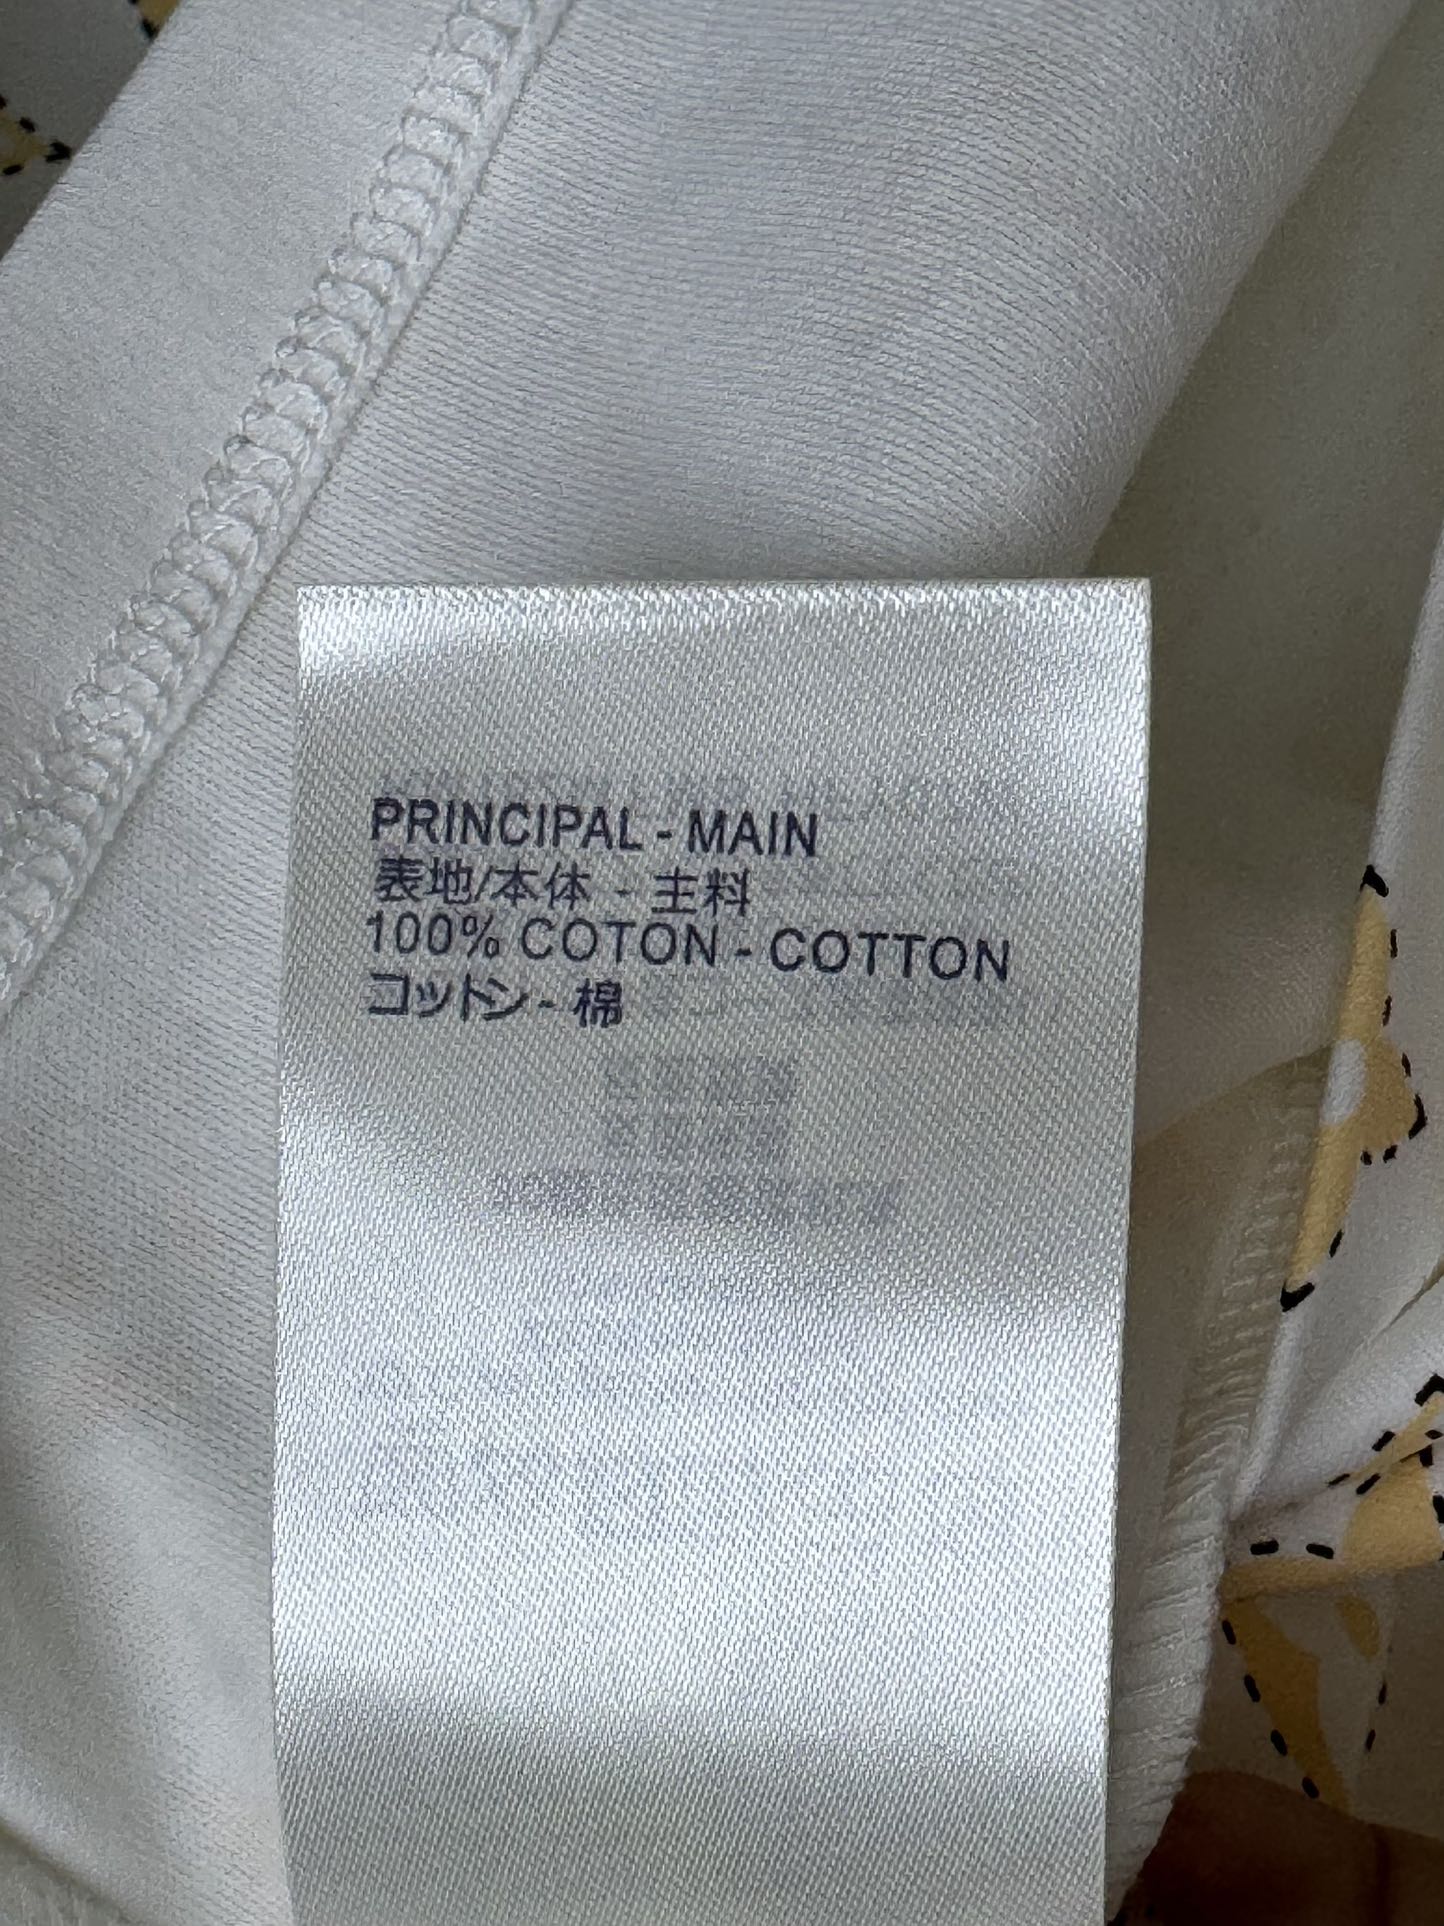 PRINCIPAL - MAIN
表地/本体 - 主料
100% COTON - COTTON
コットン - 棉